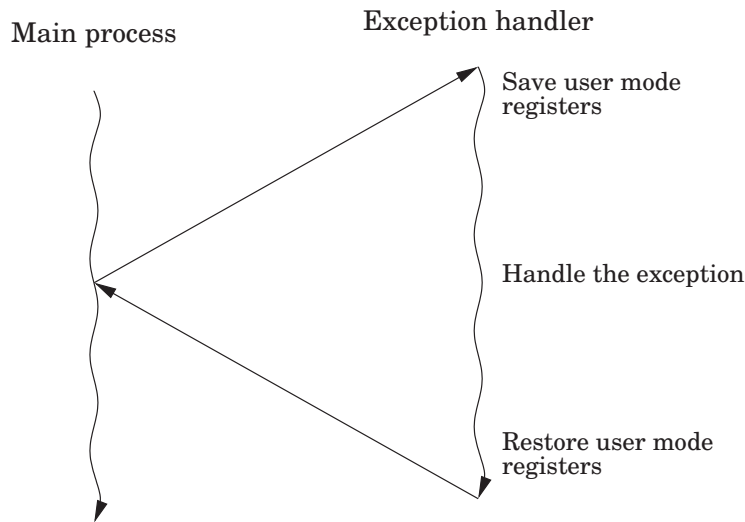 Main process
Exception handler
Save user mode
registers
Handle the exception
Restore user mode
registers